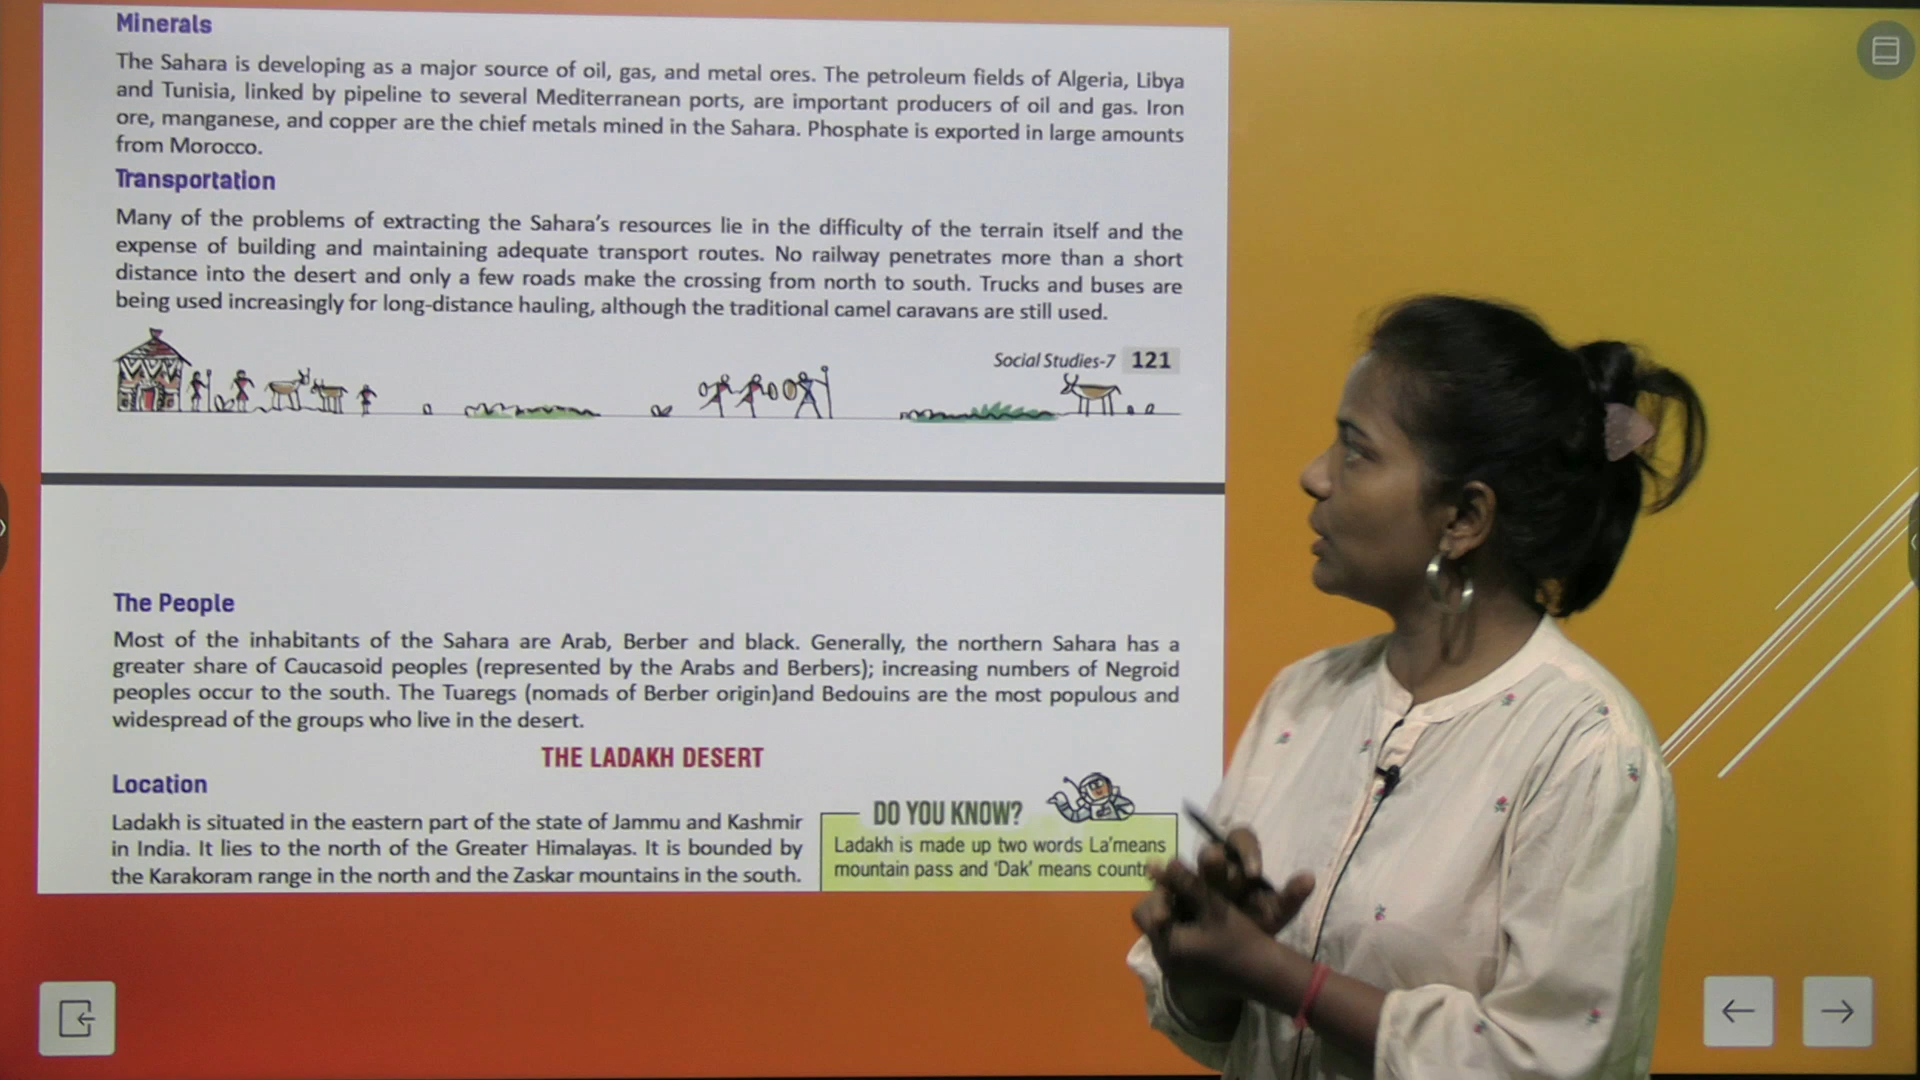 Minerals
The Sahara is developing as a major source of oil, gas, and metal ores. The petroleum fields of Algeria, Libya
and Tunisia, linked by pipeline to several Mediterranean ports, are important producers of oil and gas. Iron
ore, manganese, and copper are the chief metals mined in the Sahara. Phosphate is exported in large amounts
from Morocco.
Transportation
Many of the problems of extracting the Sahara's resources lie in the difficulty of the terrain itself and the
expense of building and maintaining adequate transport routes. No railway penetrates more than a short
distance into the desert and only a few roads make the crossing from north to south. Trucks and buses are
being used increasingly for long-distance hauling, although the traditional camel caravans are still used.
Social Studies-7 121
The People
Most of the inhabitants of the Sahara are Arab, Berber and black. Generally, the northern Sahara has a
greater share of Caucasoid peoples (represented by the Arabs and Berbers); increasing numbers of Negroid
peoples occur to the south. The Tuaregs (nomads of Berber origin)and Bedouins are the most populous and
widespread of the groups who live in the desert.
THE LADAKH DESERT
Location
Ladakh is situated in the eastern part of the state of Jammu and Kashmir
in India. It lies to the north of the Greater Himalayas. It is bounded by
the Karakoram range in the north and the Zaskar mountains in the south.
DO YOU KNOW?
Ladakh is made up two words La'means
mountain pass and 'Dak' means